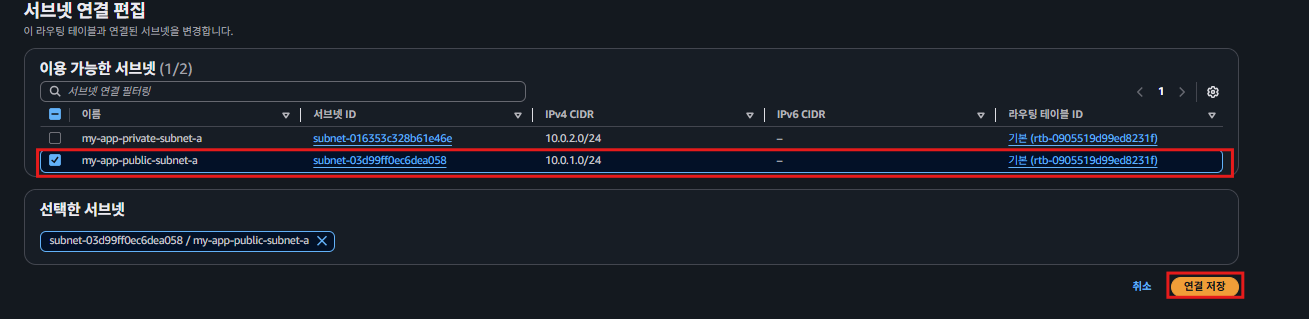 서브넷 연결 편집
이 라우팅 테이블과 연결된 서브넷을 변경합니다.
이용 가능한 서브넷 (1/2)
서브넷 연결 필터링
1
이름 서브넷 ID IPv4 CIDR IPv6 CIDR 라우팅 테이블 ID
my-app-private-subnet-a subnet-016353c328b61e46e 10.0.2.0/24 – 기본 (rtb-0905519d99ed8231f)
my-app-public-subnet-a subnet-03d99ff0ec6dea058 10.0.1.0/24 – 기본 (rtb-0905519d99ed8231f)
선택한 서브넷
subnet-03d99ff0ec6dea058 / my-app-public-subnet-a
취소 연결 저장